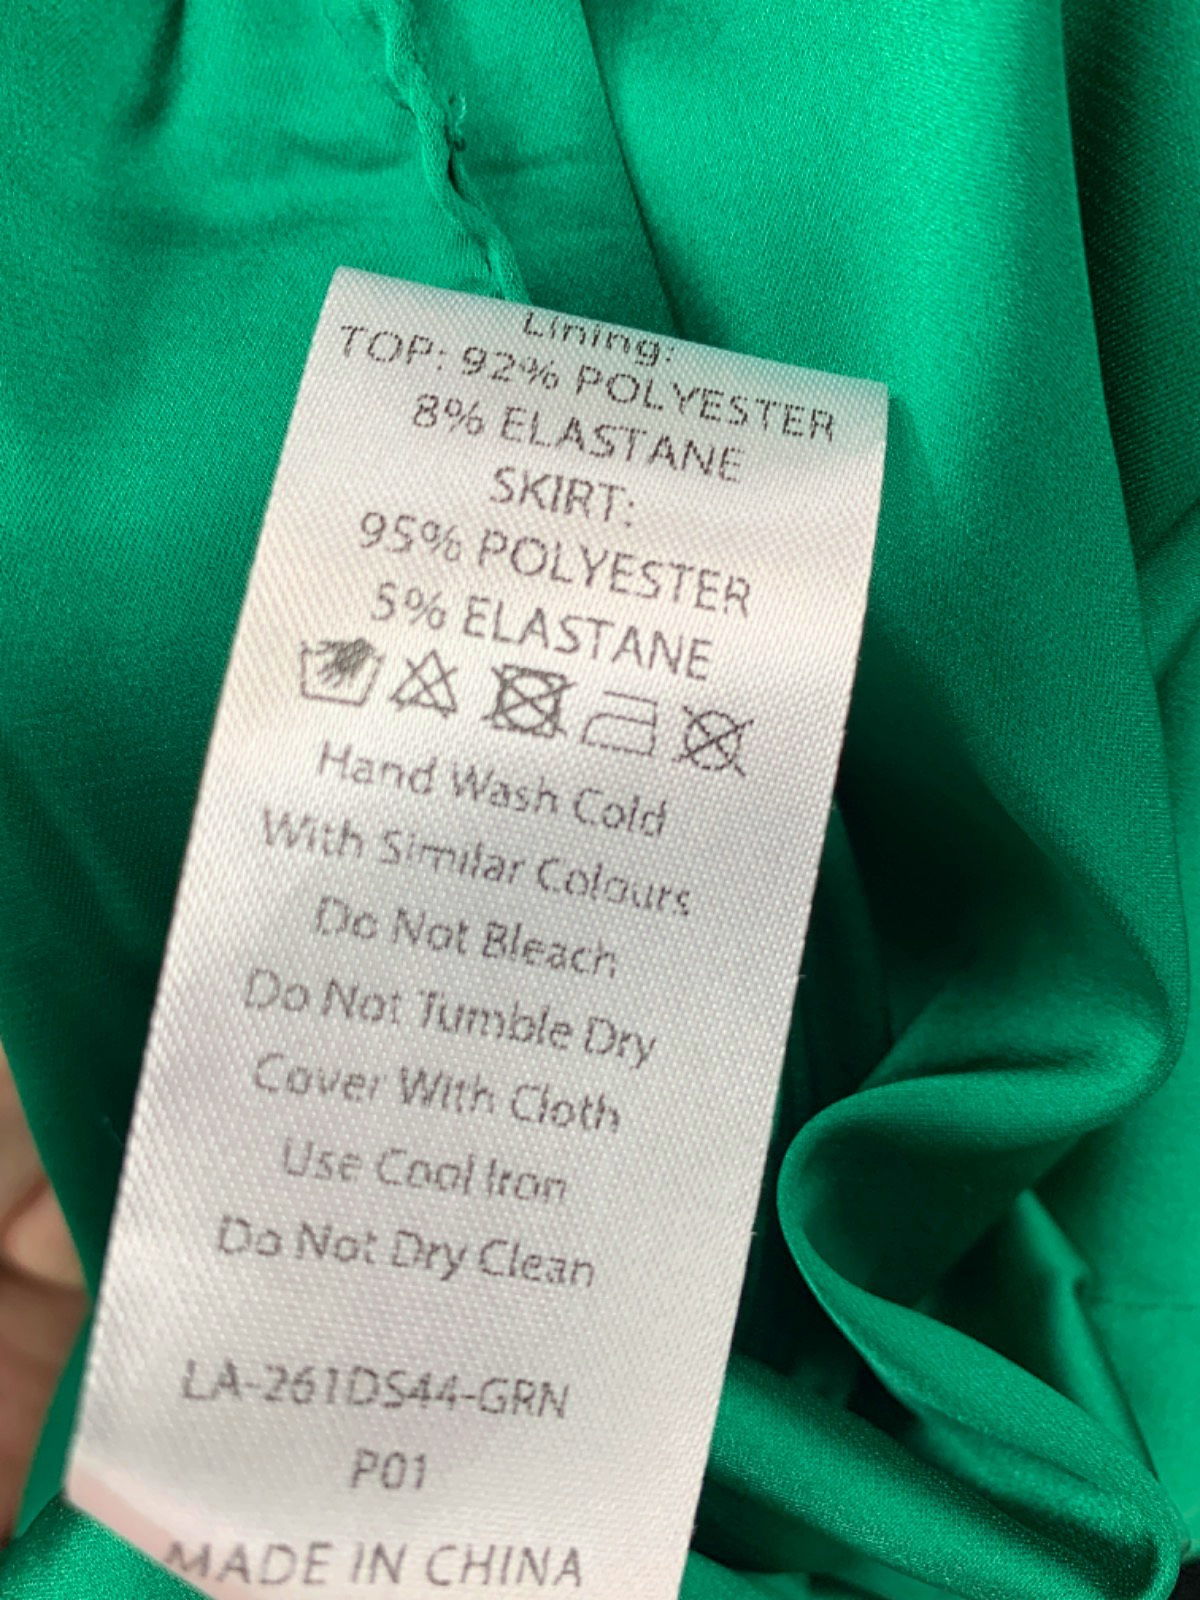 Lining:
TOP: 92% POLYESTER
8% ELASTANE
SKIRT:
95% POLYESTER
5% ELASTANE
Hand Wash Cold
With Similar Colours
Do Not Bleach
Do Not Tumble Dry
Cover With Cloth
Use Cool Iron
Do Not Dry Clean
LA-261DS44-GRN
P01
MADE IN CHINA